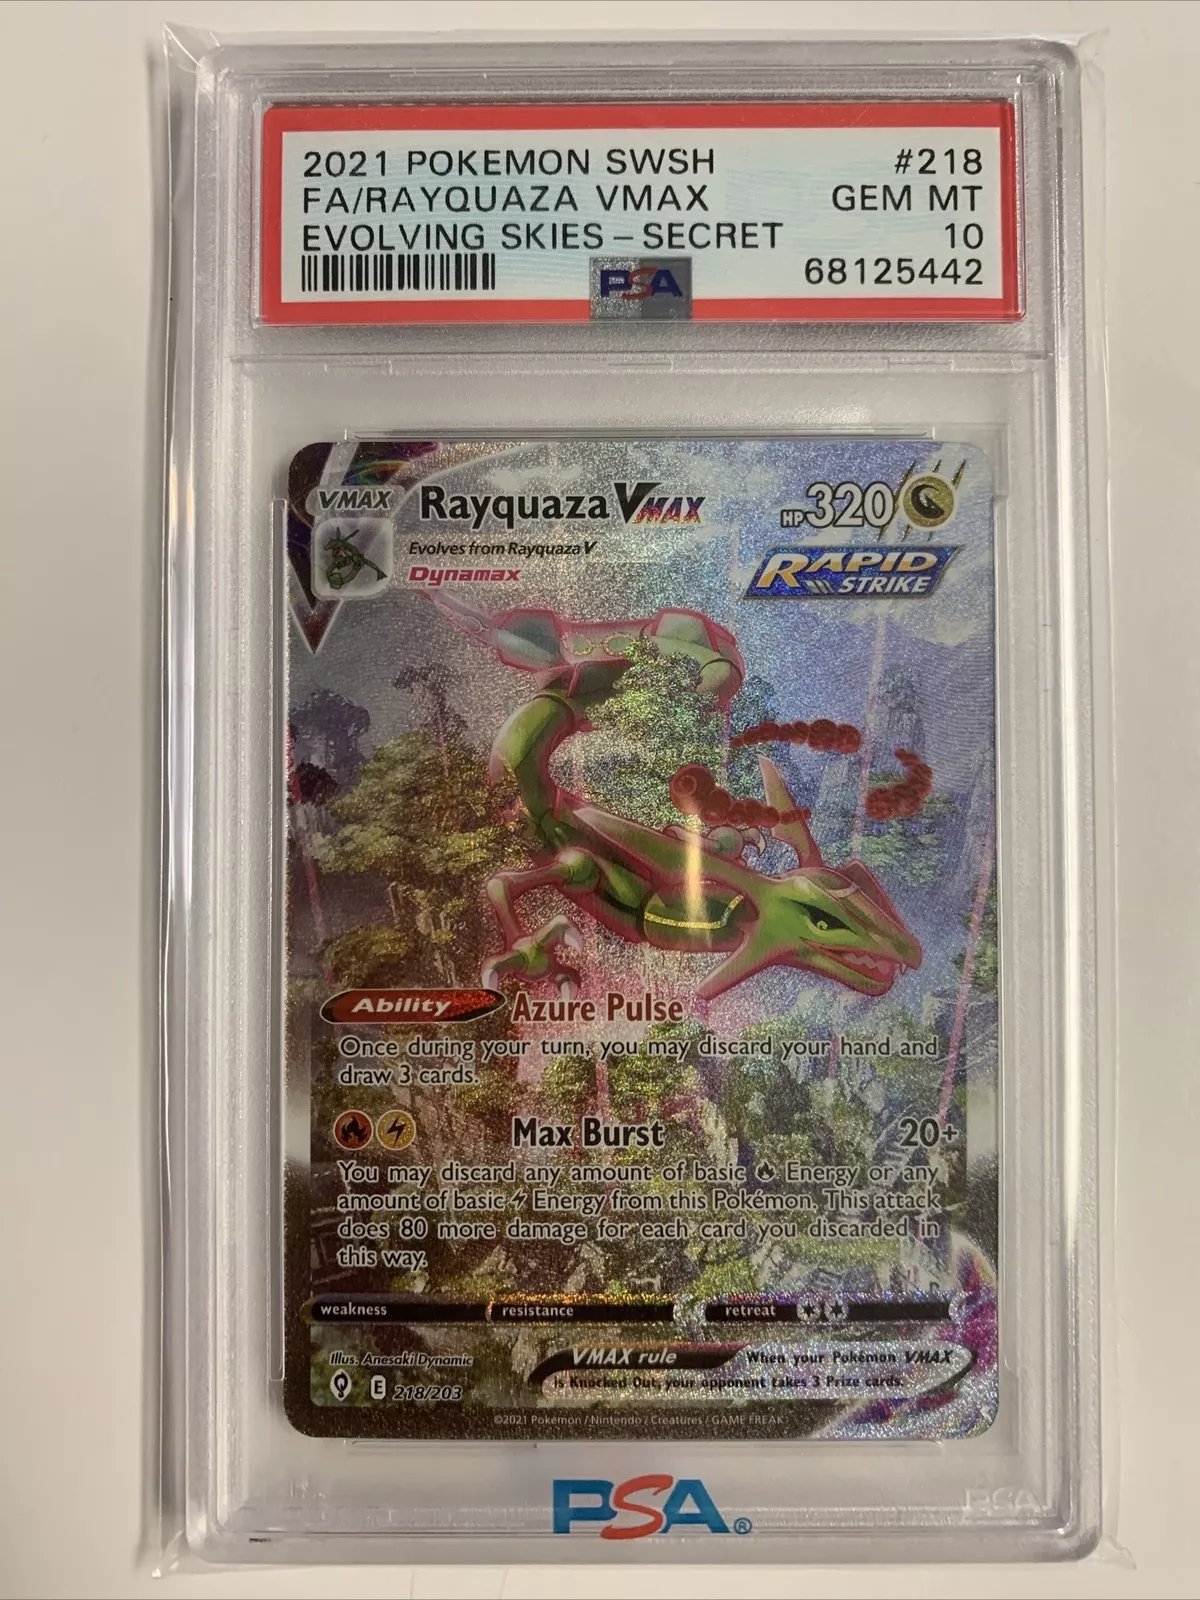 2021 POKEMON SWSH #218
FA/RAYQUAZA VMAX GEM MT
EVOLVING SKIES – SECRET 10
68125442
PSA
VMAX Rayquaza VMAX HP 320
Evolves from Rayquaza V
Dynamax
RAPID
STRIKE
Ability Azure Pulse
Once during your turn, you may discard your hand and
draw 3 cards.
Max Burst 20+
You may discard any amount of basic Energy or any
amount of basic Energy from this Pokémon. This attack
does 80 more damage for each card you discarded in
this way.
weakness resistance retreat
Illus. Anesaki Dynamic
VMAX rule When your Pokémon VMAX
is Knocked Out, your opponent takes 3 Prize cards.
E 218/203
©2021 Pokémon / Nintendo / Creatures / GAME FREAK
PSA®
PSA